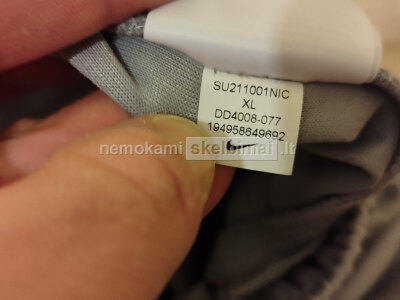 SU211001NIC
XL
DD4008-077
194958649692
nemokami skelbimai .lt